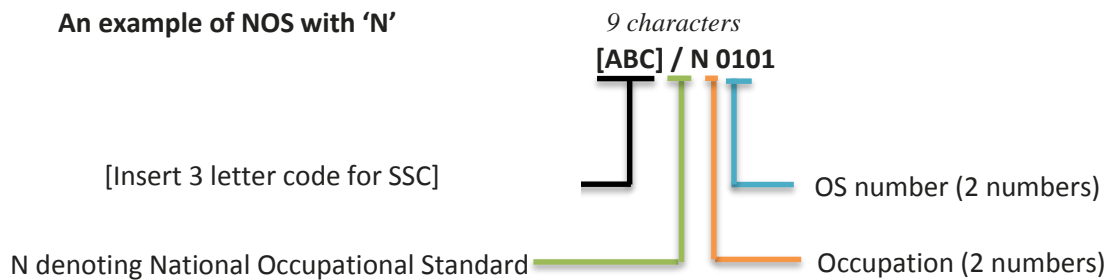 An example of NOS with ‘N’
9 characters
[ABC] / N 0101
[Insert 3 letter code for SSC]
OS number (2 numbers)
N denoting National Occupational Standard
Occupation (2 numbers)